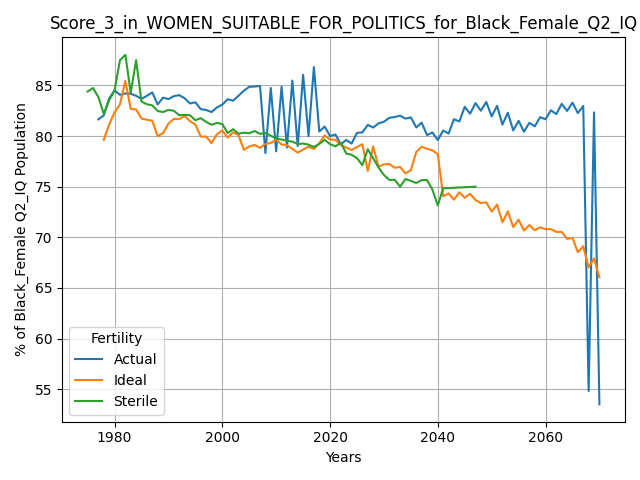 Score_3_in_WOMEN_SUITABLE_FOR_POLITICS_for_Black_Female_Q2_IQ
% of Black_Female Q2_IQ Population
85
80
75
70
65
60
55
Fertility
Actual
Ideal
Sterile
1980 2000 2020 2040 2060
Years